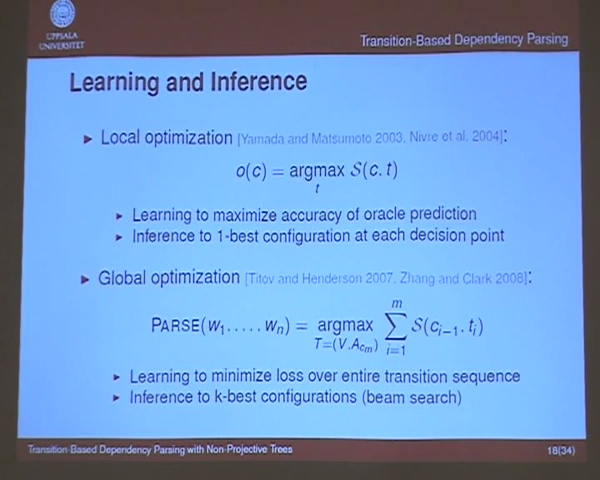 UPPSALA
UNIVERSITET
Transition-Based Dependency Parsing
Learning and Inference
▸ Local optimization [Yamada and Matsumoto 2003, Nivre et al. 2004]:
o(c) = argmax S(c, t)
t
▸ Learning to maximize accuracy of oracle prediction
▸ Inference to 1-best configuration at each decision point
▸ Global optimization [Titov and Henderson 2007, Zhang and Clark 2008]:
m
PARSE(w₁, . . . , wₙ) = argmax ∑ S(cᵢ₋₁, tᵢ)
T=(V,A_cₘ) i=1
▸ Learning to minimize loss over entire transition sequence
▸ Inference to k-best configurations (beam search)
Transition-Based Dependency Parsing with Non-Projective Trees
18(34)